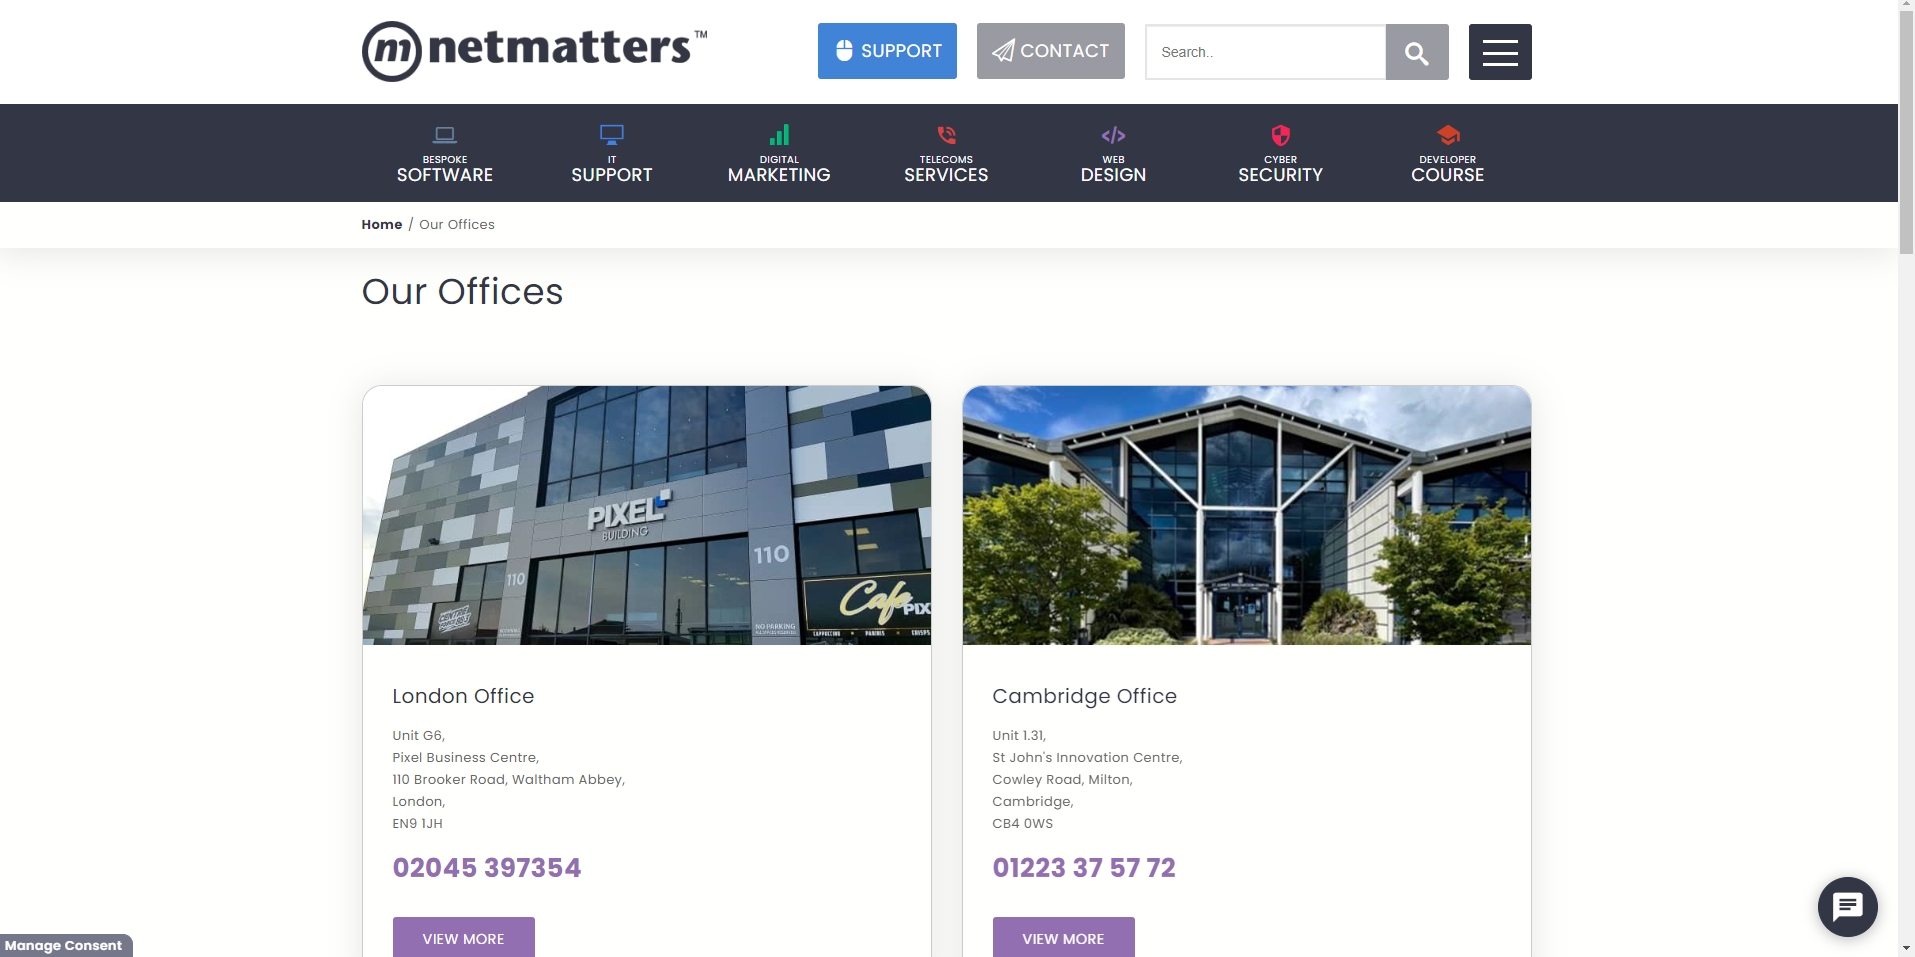 netmatters™
SUPPORT
CONTACT
Search..
BESPOKE
SOFTWARE
IT
SUPPORT
DIGITAL
MARKETING
TELECOMS
SERVICES
WEB
DESIGN
CYBER
SECURITY
DEVELOPER
COURSE
Home / Our Offices
Our Offices
PIXEL
BUILDING
110
110
Cafe
PIX
NO PARKING
London Office
Unit G6,
Pixel Business Centre,
110 Brooker Road, Waltham Abbey,
London,
EN9 1JH
02045 397354
VIEW MORE
Cambridge Office
Unit 1.31,
St John's Innovation Centre,
Cowley Road, Milton,
Cambridge,
CB4 0WS
01223 37 57 72
VIEW MORE
Manage Consent